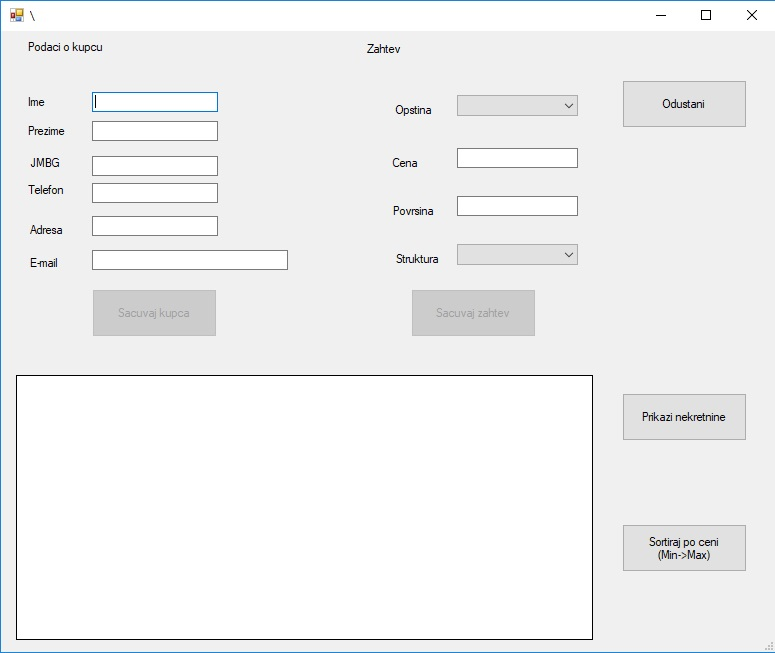 \
Podaci o kupcu
Zahtev
Ime
Prezime
JMBG
Telefon
Adresa
E-mail
Sacuvaj kupca
Opstina
Cena
Povrsina
Struktura
Sacuvaj zahtev
Odustani
Prikazi nekretnine
Sortiraj po ceni
(Min->Max)